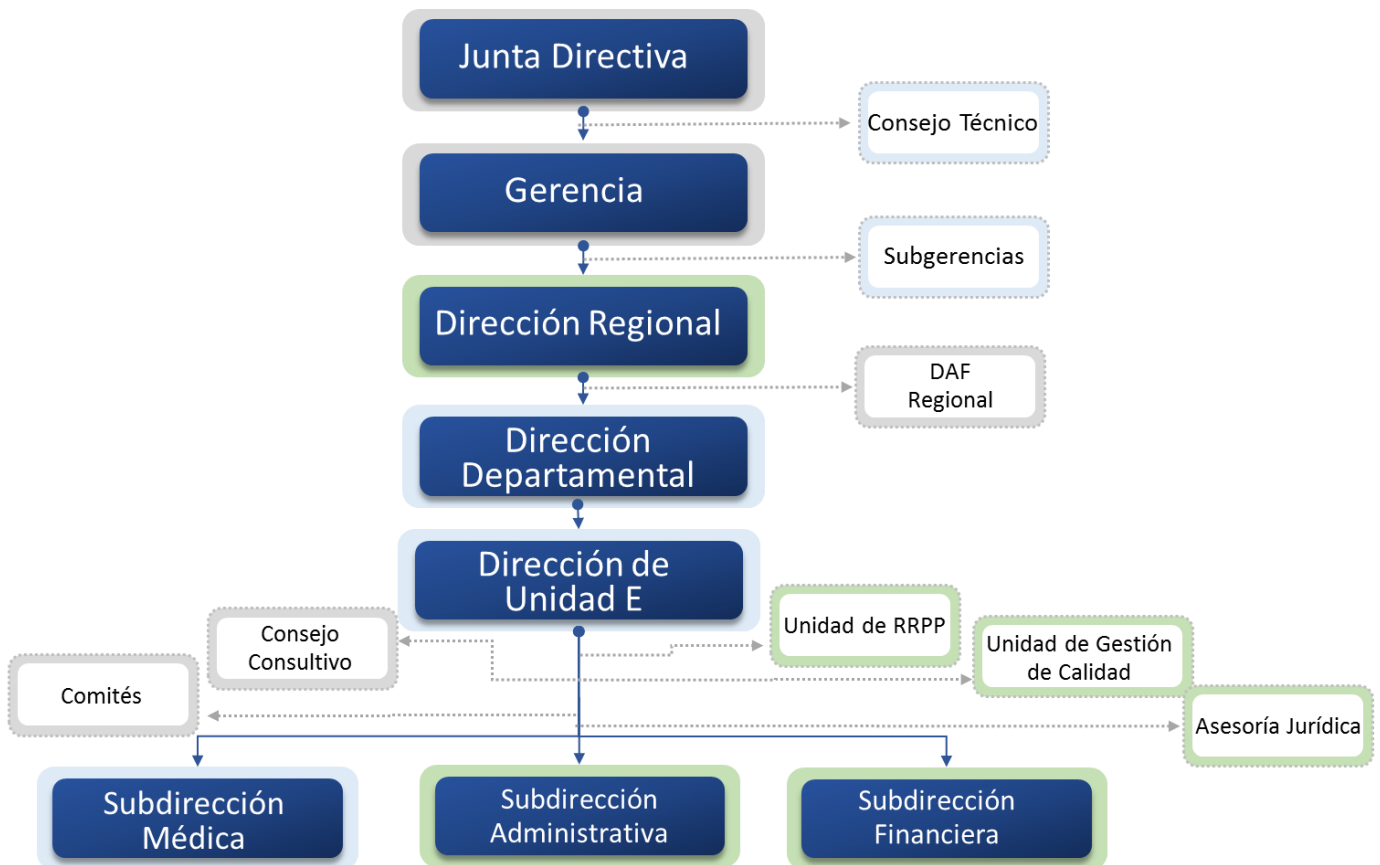 Junta Directiva
Consejo Técnico
Gerencia
Subgerencias
Dirección Regional
DAF
Regional
Dirección
Departamental
Dirección de
Unidad E
Unidad de RRPP
Consejo
Consultivo
Unidad de Gestión
de Calidad
Comités
Asesoría Jurídica
Subdirección
Médica
Subdirección
Administrativa
Subdirección
Financiera